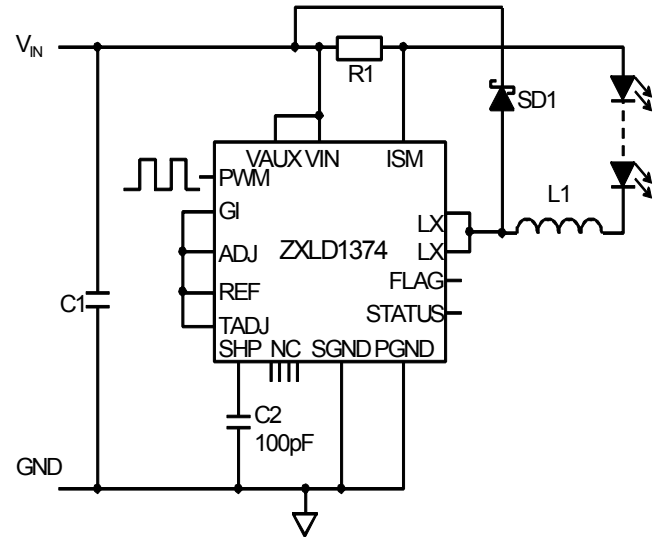 VIN
R1
SD1
VAUX VIN ISM
PWM
GI
ADJ
REF
TADJ
ZXLD1374
LX
LX
FLAG
STATUS
L1
SHP NC SGND PGND
C1
C2
100pF
GND